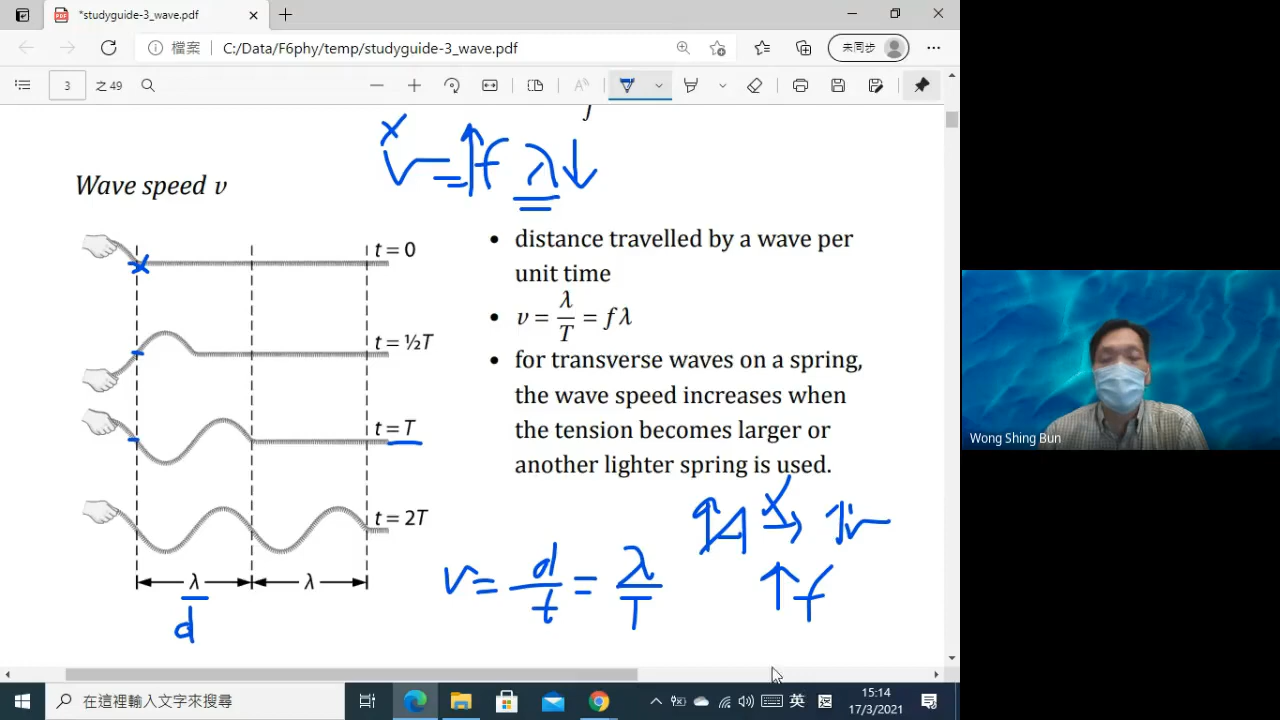 *studyguide-3_wave.pdf
檔案 C:/Data/F6phy/temp/studyguide-3_wave.pdf
未同步
3 之 49
f
v = ↑f λ↓
Wave speed v
t = 0
t = ½T
t = T
t = 2T
λ λ
d
• distance travelled by a wave per
unit time
• v = λ/T = f λ
• for transverse waves on a spring,
the wave speed increases when
the tension becomes larger or
another lighter spring is used.
v = d/t = λ/T
↑A ↛ ↑v
↑f
Wong Shing Bun
在這裡輸入文字來搜尋
英
15:14
17/3/2021